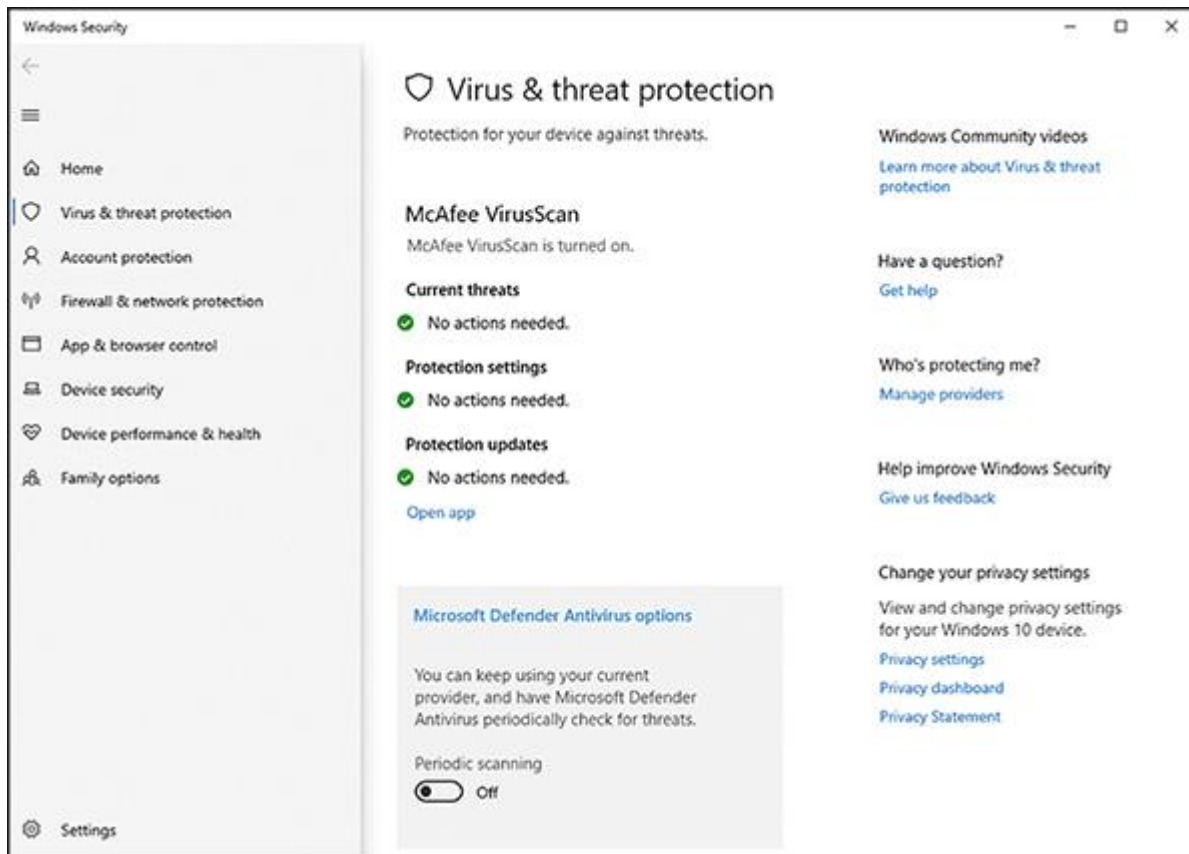 Windows Security
Home
Virus & threat protection
Account protection
Firewall & network protection
App & browser control
Device security
Device performance & health
Family options
Settings
Virus & threat protection
Protection for your device against threats.
McAfee VirusScan
McAfee VirusScan is turned on.
Current threats
No actions needed.
Protection settings
No actions needed.
Protection updates
No actions needed.
Open app
Microsoft Defender Antivirus options
You can keep using your current
provider, and have Microsoft Defender
Antivirus periodically check for threats.
Periodic scanning
Off
Windows Community videos
Learn more about Virus & threat
protection
Have a question?
Get help
Who's protecting me?
Manage providers
Help improve Windows Security
Give us feedback
Change your privacy settings
View and change privacy settings
for your Windows 10 device.
Privacy settings
Privacy dashboard
Privacy Statement